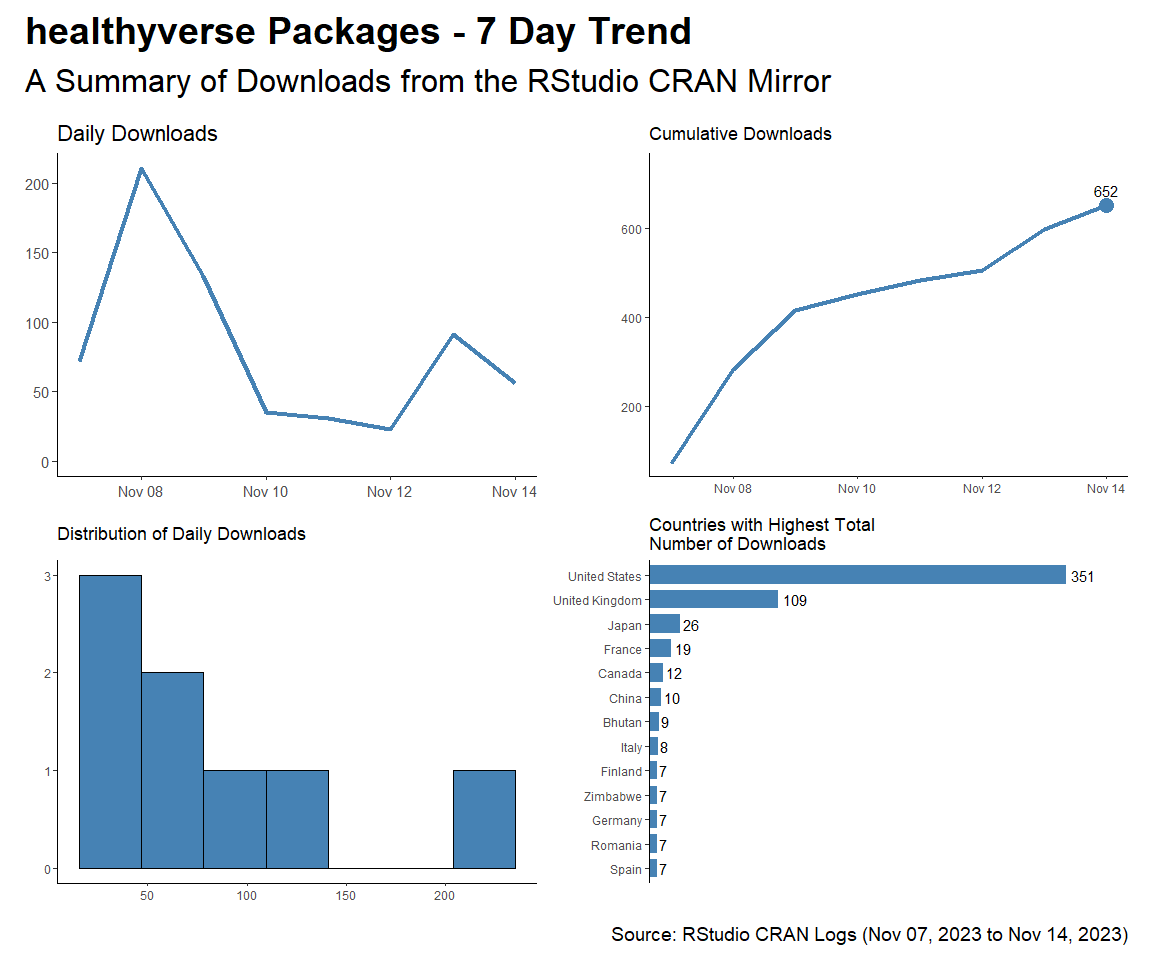 healthyverse Packages - 7 Day Trend
A Summary of Downloads from the RStudio CRAN Mirror
Daily Downloads
200
150
100
50
0
Nov 08 Nov 10 Nov 12 Nov 14
Cumulative Downloads
652
600
400
200
Nov 08 Nov 10 Nov 12 Nov 14
Distribution of Daily Downloads
3
2
1
0
50 100 150 200
Countries with Highest Total
Number of Downloads
United States 351
United Kingdom 109
Japan 26
France 19
Canada 12
China 10
Bhutan 9
Italy 8
Finland 7
Zimbabwe 7
Germany 7
Romania 7
Spain 7
Source: RStudio CRAN Logs (Nov 07, 2023 to Nov 14, 2023)